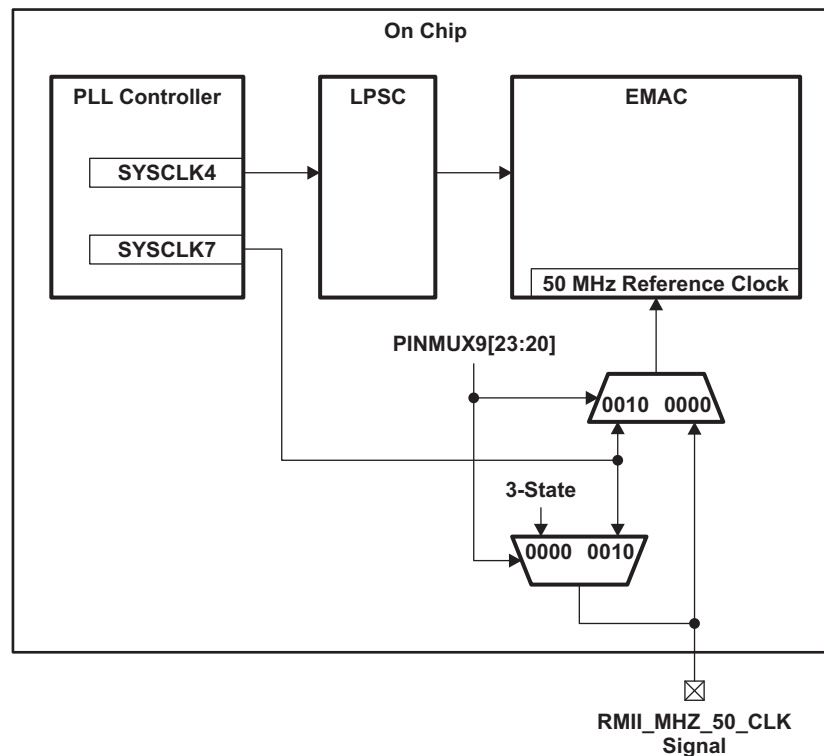 On Chip
PLL Controller
LPSC
EMAC
SYSCLK4
SYSCLK7
50 MHz Reference Clock
PINMUX9[23:20]
0010 0000
3-State
0000 0010
RMII_MHZ_50_CLK
Signal